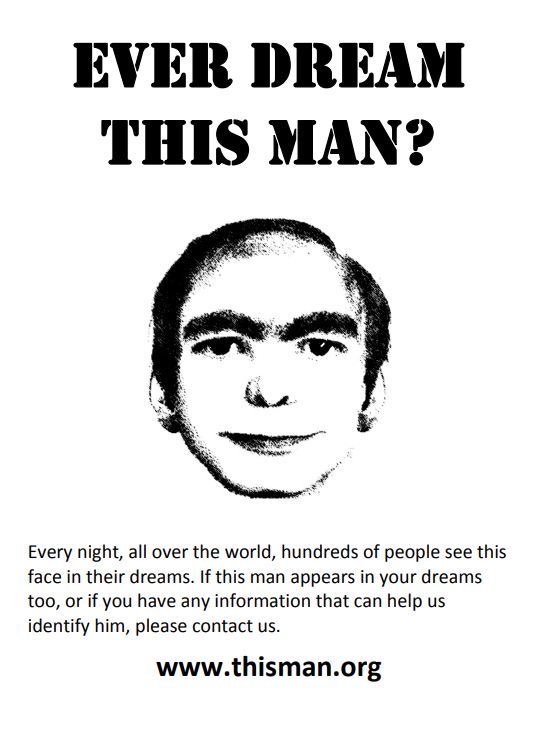 EVER DREAM
THIS MAN?
Every night, all over the world, hundreds of people see this
face in their dreams. If this man appears in your dreams
too, or if you have any information that can help us
identify him, please contact us.
www.thisman.org